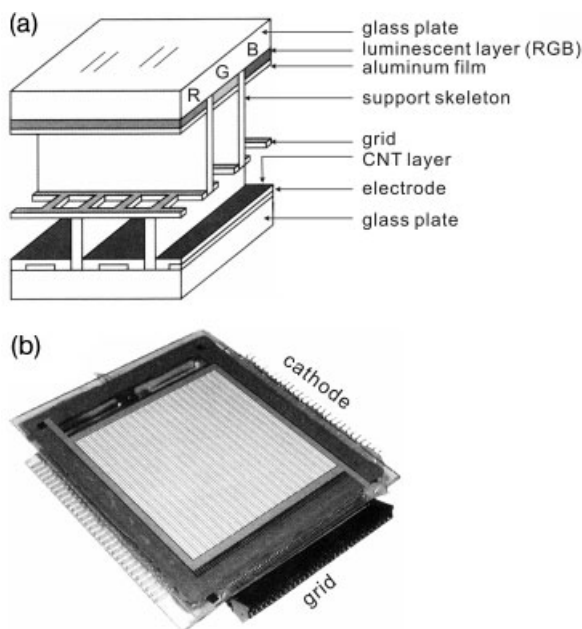 (a)
glass plate
luminescent layer (RGB)
aluminum film
R G B
support skeleton
grid
CNT layer
electrode
glass plate
(b)
cathode
grid